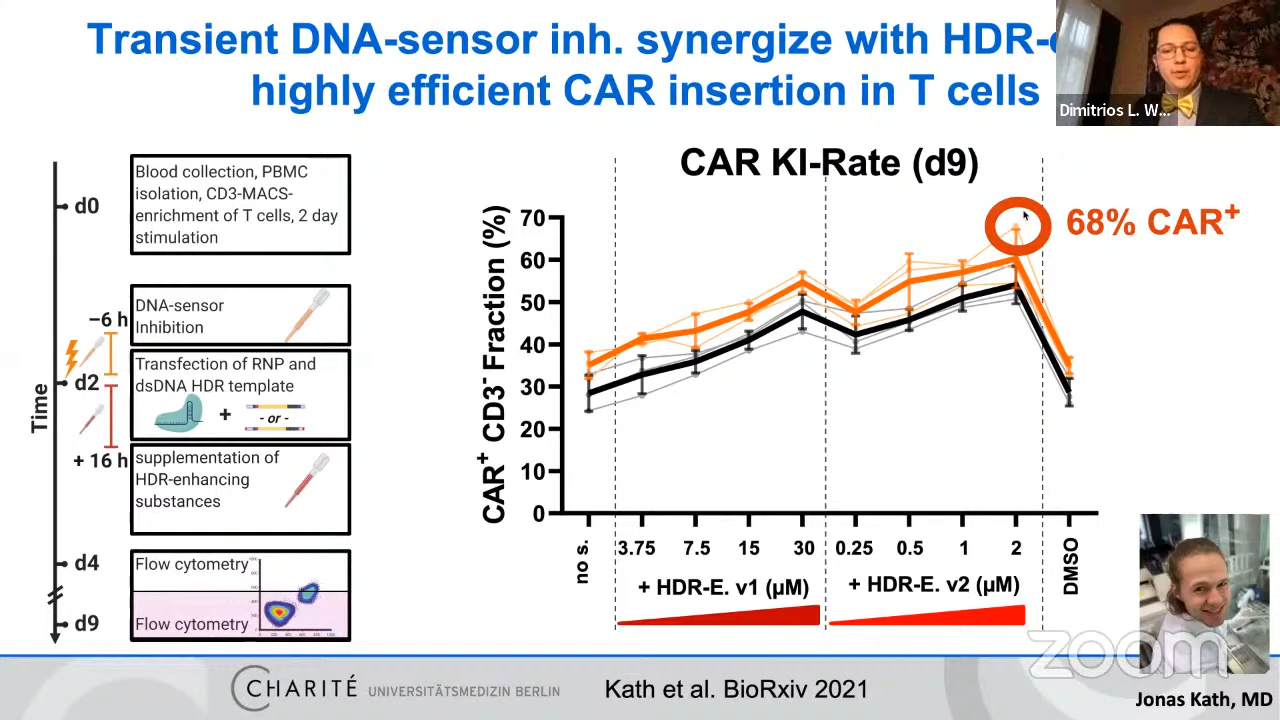 Transient DNA-sensor inh. synergize with HDR-
highly efficient CAR insertion in T cells
Dimitrios L. W...
Time
d0
−6 h
d2
+ 16 h
d4
d9
Blood collection, PBMC
isolation, CD3-MACS-
enrichment of T cells, 2 day
stimulation
DNA-sensor
Inhibition
Transfection of RNP and
dsDNA HDR template
+
- or -
supplementation of
HDR-enhancing
substances
Flow cytometry
Flow cytometry
CAR KI-Rate (d9)
68% CAR+
CAR+ CD3- Fraction (%)
70
60
50
40
30
20
10
0
no s. 3.75 7.5 15 30 0.25 0.5 1 2 DMSO
+ HDR-E. v1 (µM) + HDR-E. v2 (µM)
zoom
CHARITÉ UNIVERSITÄTSMEDIZIN BERLIN
Kath et al. BioRxiv 2021
Jonas Kath, MD